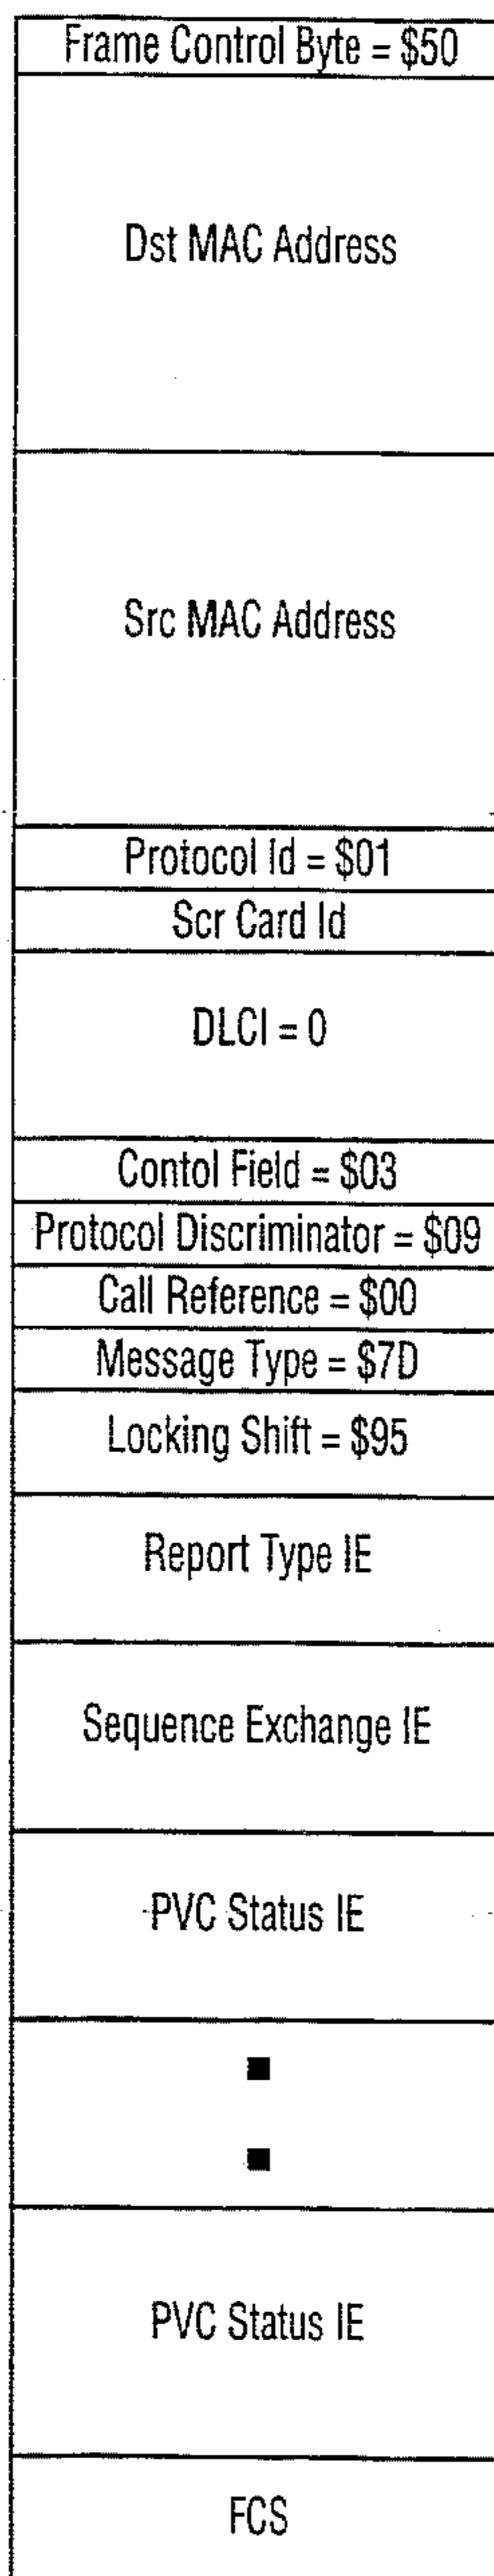 Frame Control Byte = $50
Dst MAC Address
Src MAC Address
Protocol Id = $01
Scr Card Id
DLCI = 0
Contol Field = $03
Protocol Discriminator = $09
Call Reference = $00
Message Type = $7D
Locking Shift = $95
Report Type IE
Sequence Exchange IE
PVC Status IE
PVC Status IE
FCS